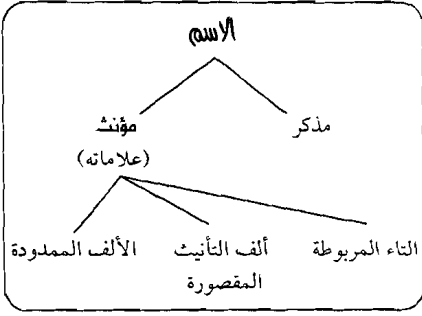 الاسم
مذكر مؤنث
(علاماته)
التاء المربوطة ألف التأنيث الألف الممدودة
المقصورة